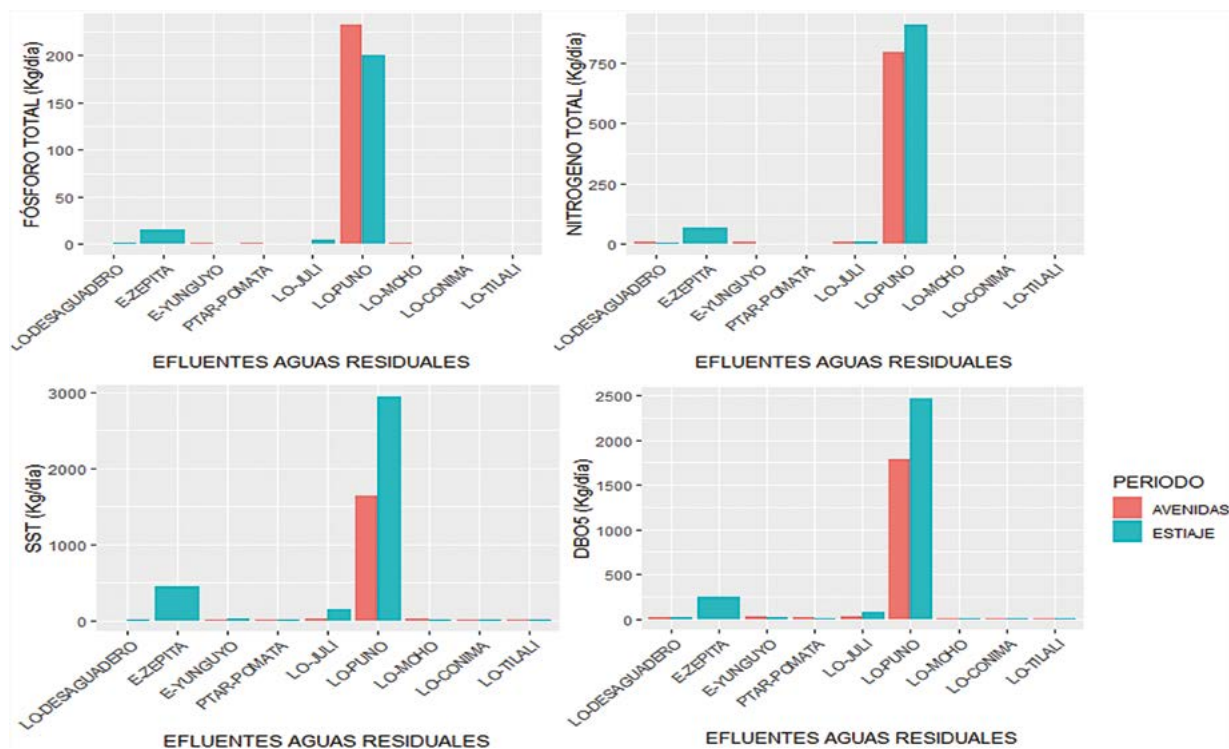 FÓSFORO TOTAL (Kg/día)
200
150
100
50
0
LO-DESAGUADERO
E-ZEPITA
E-YUNGUYO
PTAR-POMATA
LO-JULI
LO-PUNO
LO-MOHO
LO-CONIMA
LO-TILALI
EFLUENTES AGUAS RESIDUALES
NITROGENO TOTAL (Kg/día)
750
500
250
0
LO-DESAGUADERO
E-ZEPITA
E-YUNGUYO
PTAR-POMATA
LO-JULI
LO-PUNO
LO-MOHO
LO-CONIMA
LO-TILALI
EFLUENTES AGUAS RESIDUALES
SST (Kg/día)
3000
2000
1000
0
LO-DESAGUADERO
E-ZEPITA
E-YUNGUYO
PTAR-POMATA
LO-JULI
LO-PUNO
LO-MOHO
LO-CONIMA
LO-TILALI
EFLUENTES AGUAS RESIDUALES
DBO5 (Kg/día)
2500
2000
1500
1000
500
0
LO-DESAGUADERO
E-ZEPITA
E-YUNGUYO
PTAR-POMATA
LO-JULI
LO-PUNO
LO-MOHO
LO-CONIMA
LO-TILALI
EFLUENTES AGUAS RESIDUALES
PERIODO
AVENIDAS
ESTIAJE